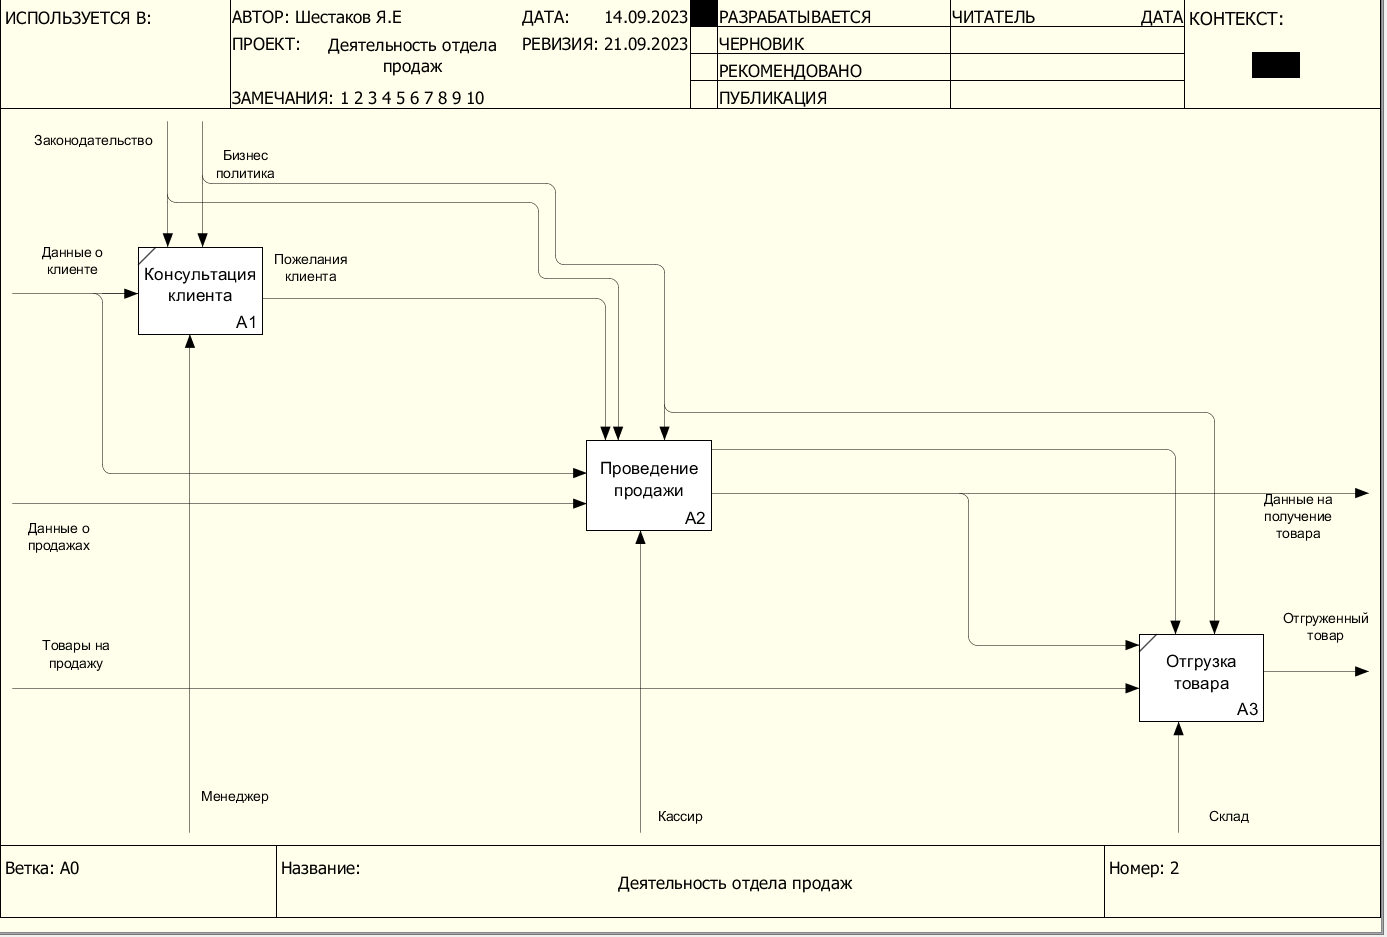 ИСПОЛЬЗУЕТСЯ В:
АВТОР: Шестаков Я.Е
ДАТА: 14.09.2023
ПРОЕКТ: Деятельность отдела
продаж
РЕВИЗИЯ: 21.09.2023
ЗАМЕЧАНИЯ: 1 2 3 4 5 6 7 8 9 10
РАЗРАБАТЫВАЕТСЯ
ЧЕРНОВИК
РЕКОМЕНДОВАНО
ПУБЛИКАЦИЯ
ЧИТАТЕЛЬ
ДАТА
КОНТЕКСТ:
Законодательство
Бизнес
политика
Данные о
клиенте
Консультация
клиента
A1
Пожелания
клиента
Проведение
продажи
A2
Данные о
продажах
Данные на
получение
товара
Товары на
продажу
Отгруженный
товар
Отгрузка
товара
A3
Менеджер
Кассир
Склад
Ветка: A0
Название:
Деятельность отдела продаж
Номер: 2